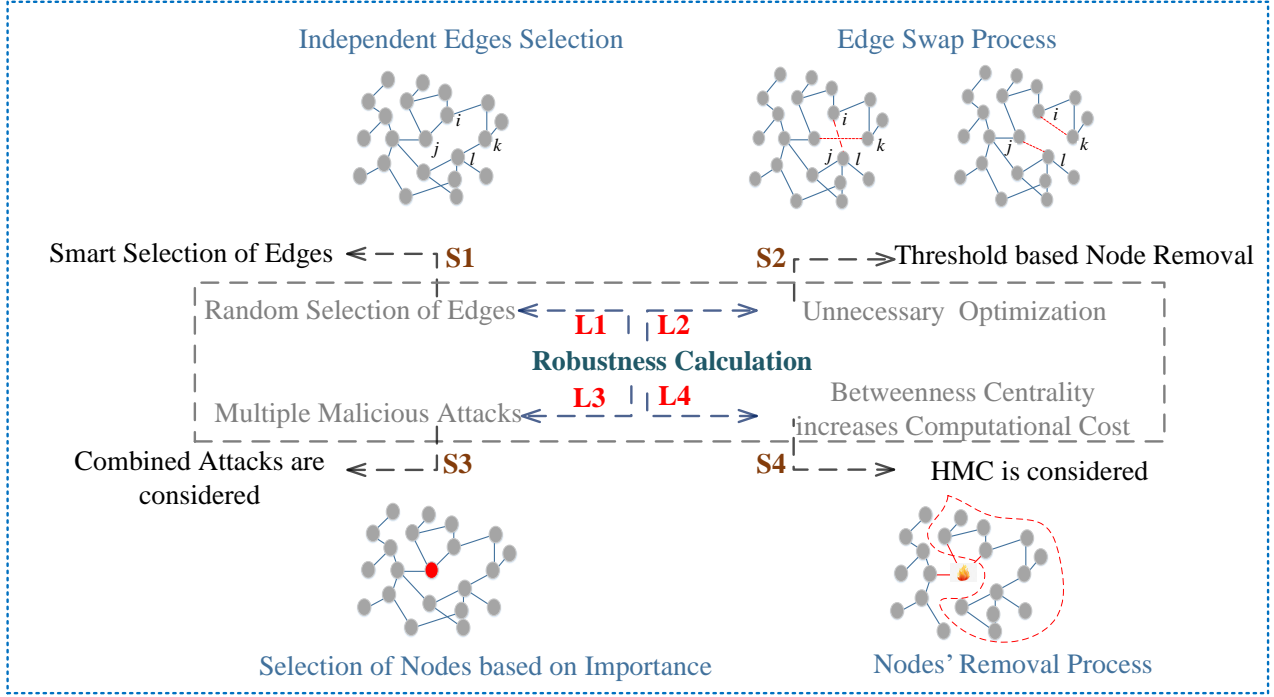 Independent Edges Selection
Edge Swap Process
i
j
k
l
i
j
k
l
i
j
k
l
Smart Selection of Edges
S1
S2
Threshold based Node Removal
Random Selection of Edges
L1
L2
Unnecessary Optimization
Robustness Calculation
Multiple Malicious Attacks
L3
L4
Betweenness Centrality
increases Computational Cost
Combined Attacks are
considered
S3
S4
HMC is considered
Selection of Nodes based on Importance
Nodes’ Removal Process